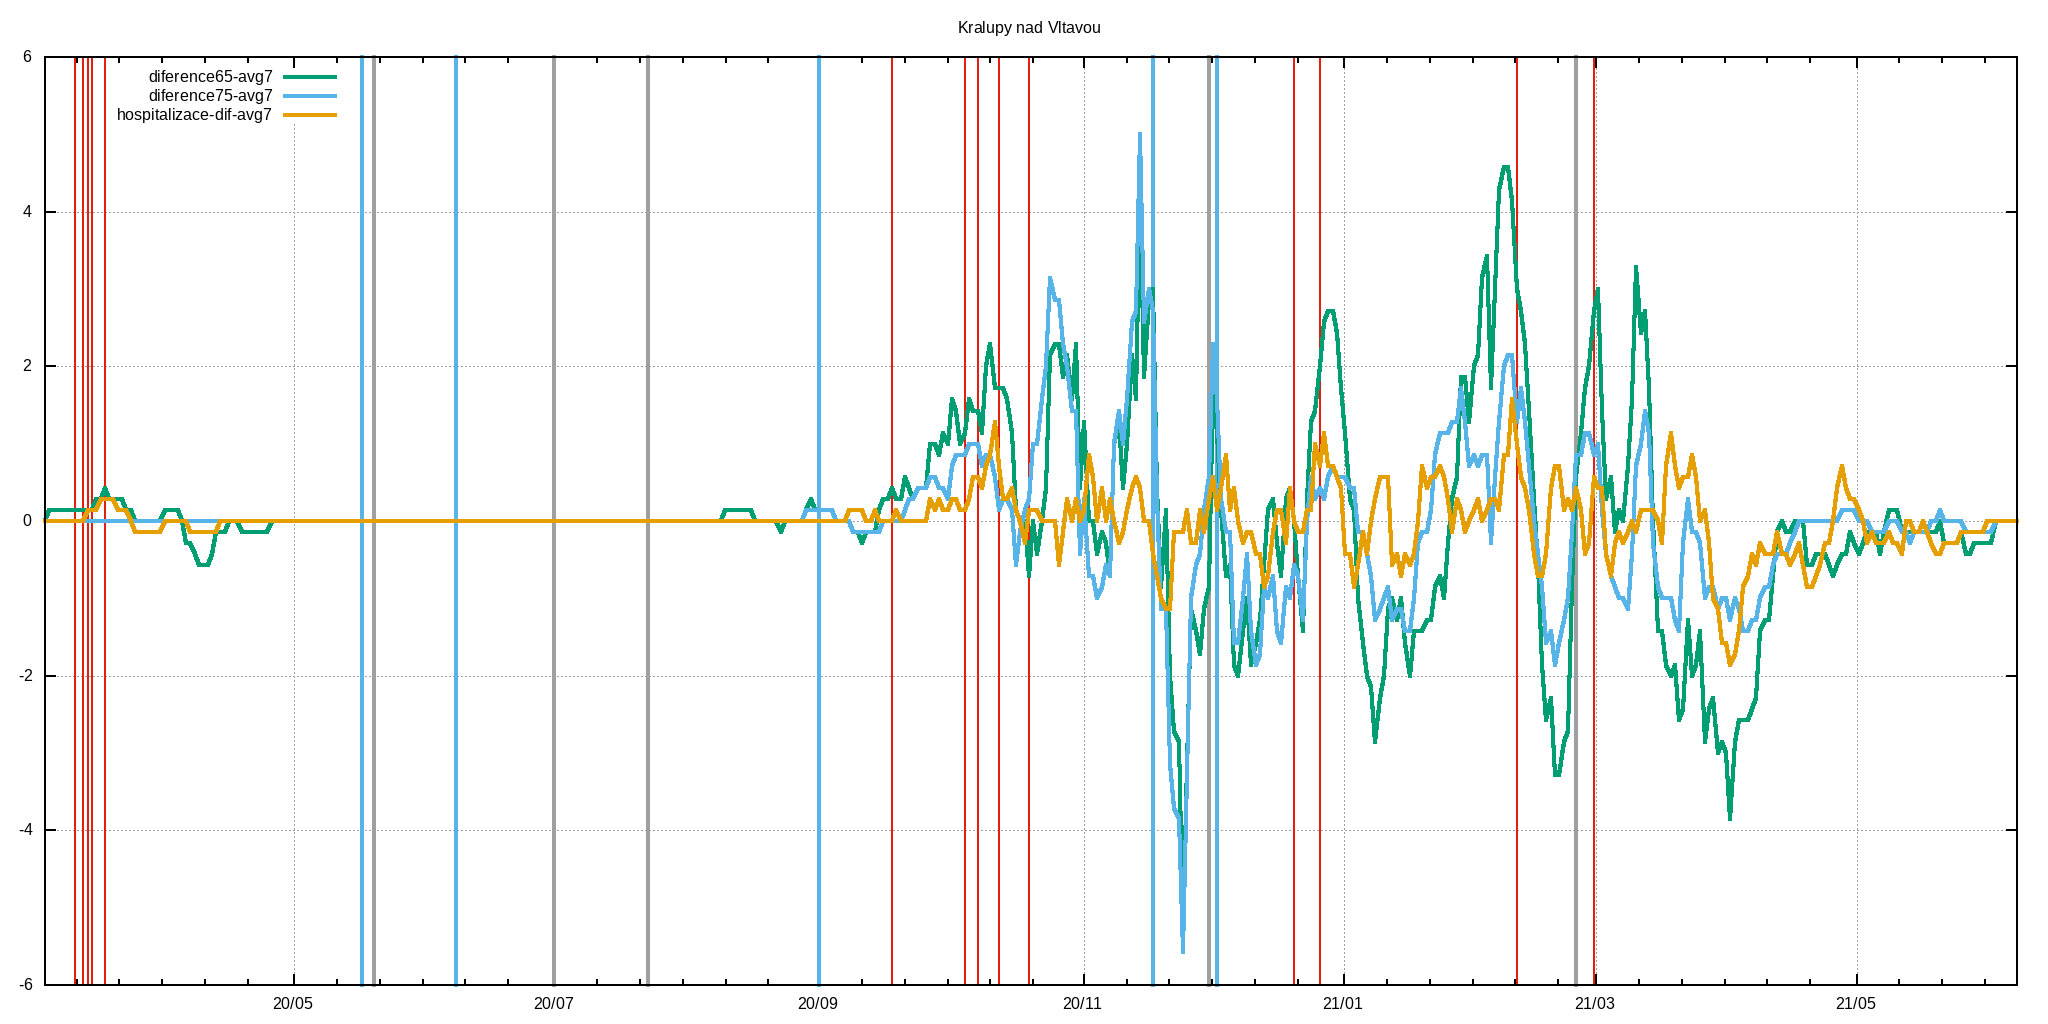 Kralupy nad Vltavou
6
diference65-avg7
diference75-avg7
hospitalizace-dif-avg7
4
2
0
-2
-4
-6
20/05 20/07 20/09 20/11 21/01 21/03 21/05